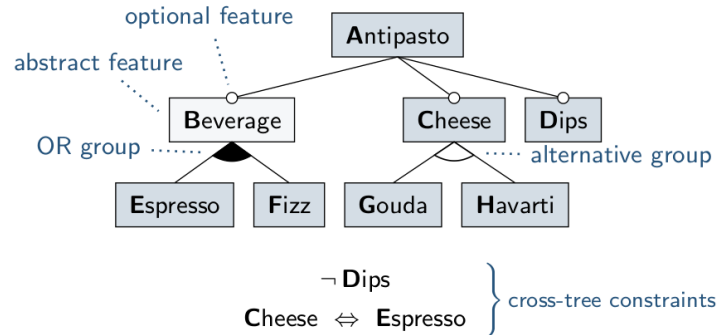 optional feature
Antipasto
abstract feature
Beverage
Cheese
Dips
OR group
alternative group
Espresso
Fizz
Gouda
Havarti
¬ Dips
Cheese ⇔ Espresso
cross-tree constraints